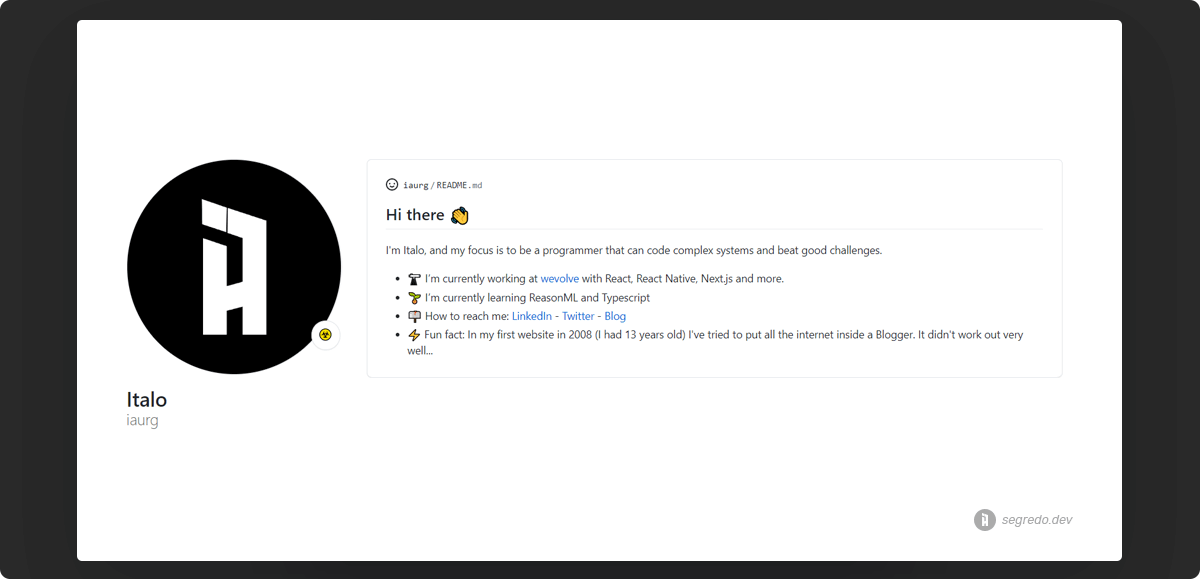 iaurg/README.md
Hi there 👋
I'm Italo, and my focus is to be a programmer that can code complex systems and beat good challenges.
I'm currently working at wevolve with React, React Native, Next.js and more.
I'm currently learning ReasonML and Typescript
How to reach me: LinkedIn - Twitter - Blog
⚡ Fun fact: In my first website in 2008 (I had 13 years old) I've tried to put all the internet inside a Blogger. It didn't work out very
well...
Italo
iaurg
segredo.dev